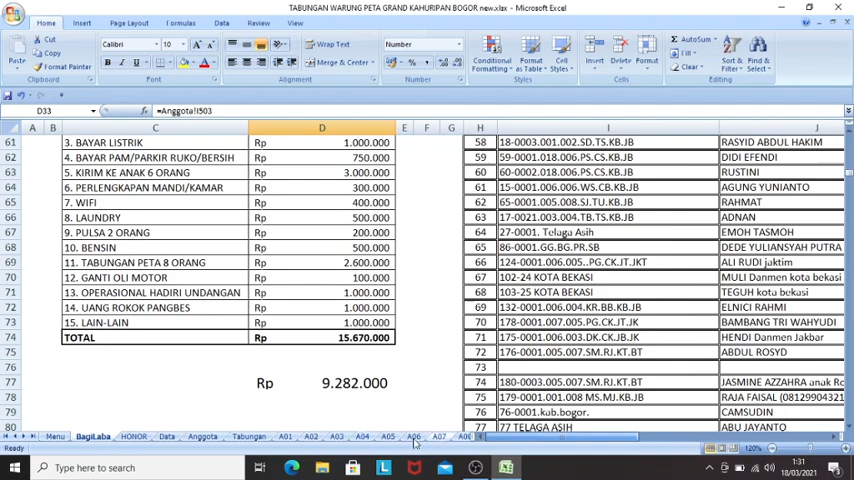 TABUNGAN WARUNG PETA GRAND KAHURIPAN BOGOR new.xlsx - Microsoft Excel
Home Insert Page Layout Formulas Data Review View
Cut Calibri 10 Wrap Text Number AutoSum
Copy Fill
Paste Format Painter Merge & Center Conditional Formatting Format as Table Cell Styles Insert Delete Format Clear Sort & Filter Find & Select
Clipboard Font Alignment Number Styles Cells Editing
D33 fx =Anggota!I503
A B C D E F G H I J
61 3. BAYAR LISTRIK Rp 1.000.000 58 18-0003.001.002.SD.TS.KB.JB RASYID ABDUL HAKIM
62 4. BAYAR PAM/PARKIR RUKO/BERSIH Rp 750.000 59 59-0001.018.006.PS.CS.KB.JB DIDI EFENDI
63 5. KIRIM KE ANAK 6 ORANG Rp 3.000.000 60 60-0002.018.006.PS.CS.KB.JB RUSTINI
64 6. PERLENGKAPAN MANDI/KAMAR Rp 300.000 61 15-0001.006.006.WS.CB.KB.JB AGUNG YUNIANTO
65 7. WIFI Rp 400.000 62 65-0001.005.008.SJ.TU.KB.JB RAHMAT
66 8. LAUNDRY Rp 500.000 63 17-0021.003.004.TB.TS.KB.JB ADNAN
67 9. PULSA 2 ORANG Rp 200.000 64 27-0001. Telaga Asih EMOH TASMOH
68 10. BENSIN Rp 500.000 65 86-0001.GG.BG.PR.SB DEDE YULIANSYAH PUTRA
69 11. TABUNGAN PETA 8 ORANG Rp 2.600.000 66 124-0001.006.005..PG.CK.JT.JKT ALI RUDI jaktim
70 12. GANTI OLI MOTOR Rp 100.000 67 102-24 KOTA BEKASI MULI Danmen kota bekasi
71 13. OPERASIONAL HADIRI UNDANGAN Rp 1.000.000 68 103-25 KOTA BEKASI TEGUH kota bekasi
72 14. UANG ROKOK PANGBES Rp 1.000.000 69 132-0001.006.004.KR.BB.KB.JB ELNICI RAHMI
73 15. LAIN-LAIN Rp 1.000.000 70 178-0001.007.005.PG.CK.JT.JK BAMBANG TRI WAHYUDI
74 TOTAL Rp 15.670.000 71 175-0001.006.003.DK.CK.JB.JK HENDI Danmen Jakbar
75 72 176-0001.005.007.SM.RJ.KT.BT ABDUL ROSYD
76 73
77 Rp 9.282.000 74 180-0003.005.007.SM.RJ.KT.BT JASMINE AZZAHRA anak Ro
78 75 179-0001.001.008 MS.MJ.KB.JB RAJA FAISAL (08129904321
79 76 76-0001.kab.bogor. CAMSUDIN
80 77 77 TELAGA ASIH ABU JAYANTO
Menu BagiLaba HONOR Data Anggota Tabungan A01 A02 A03 A04 A05 A06 A07
Ready 120%
Type here to search 1:31
18/03/2021